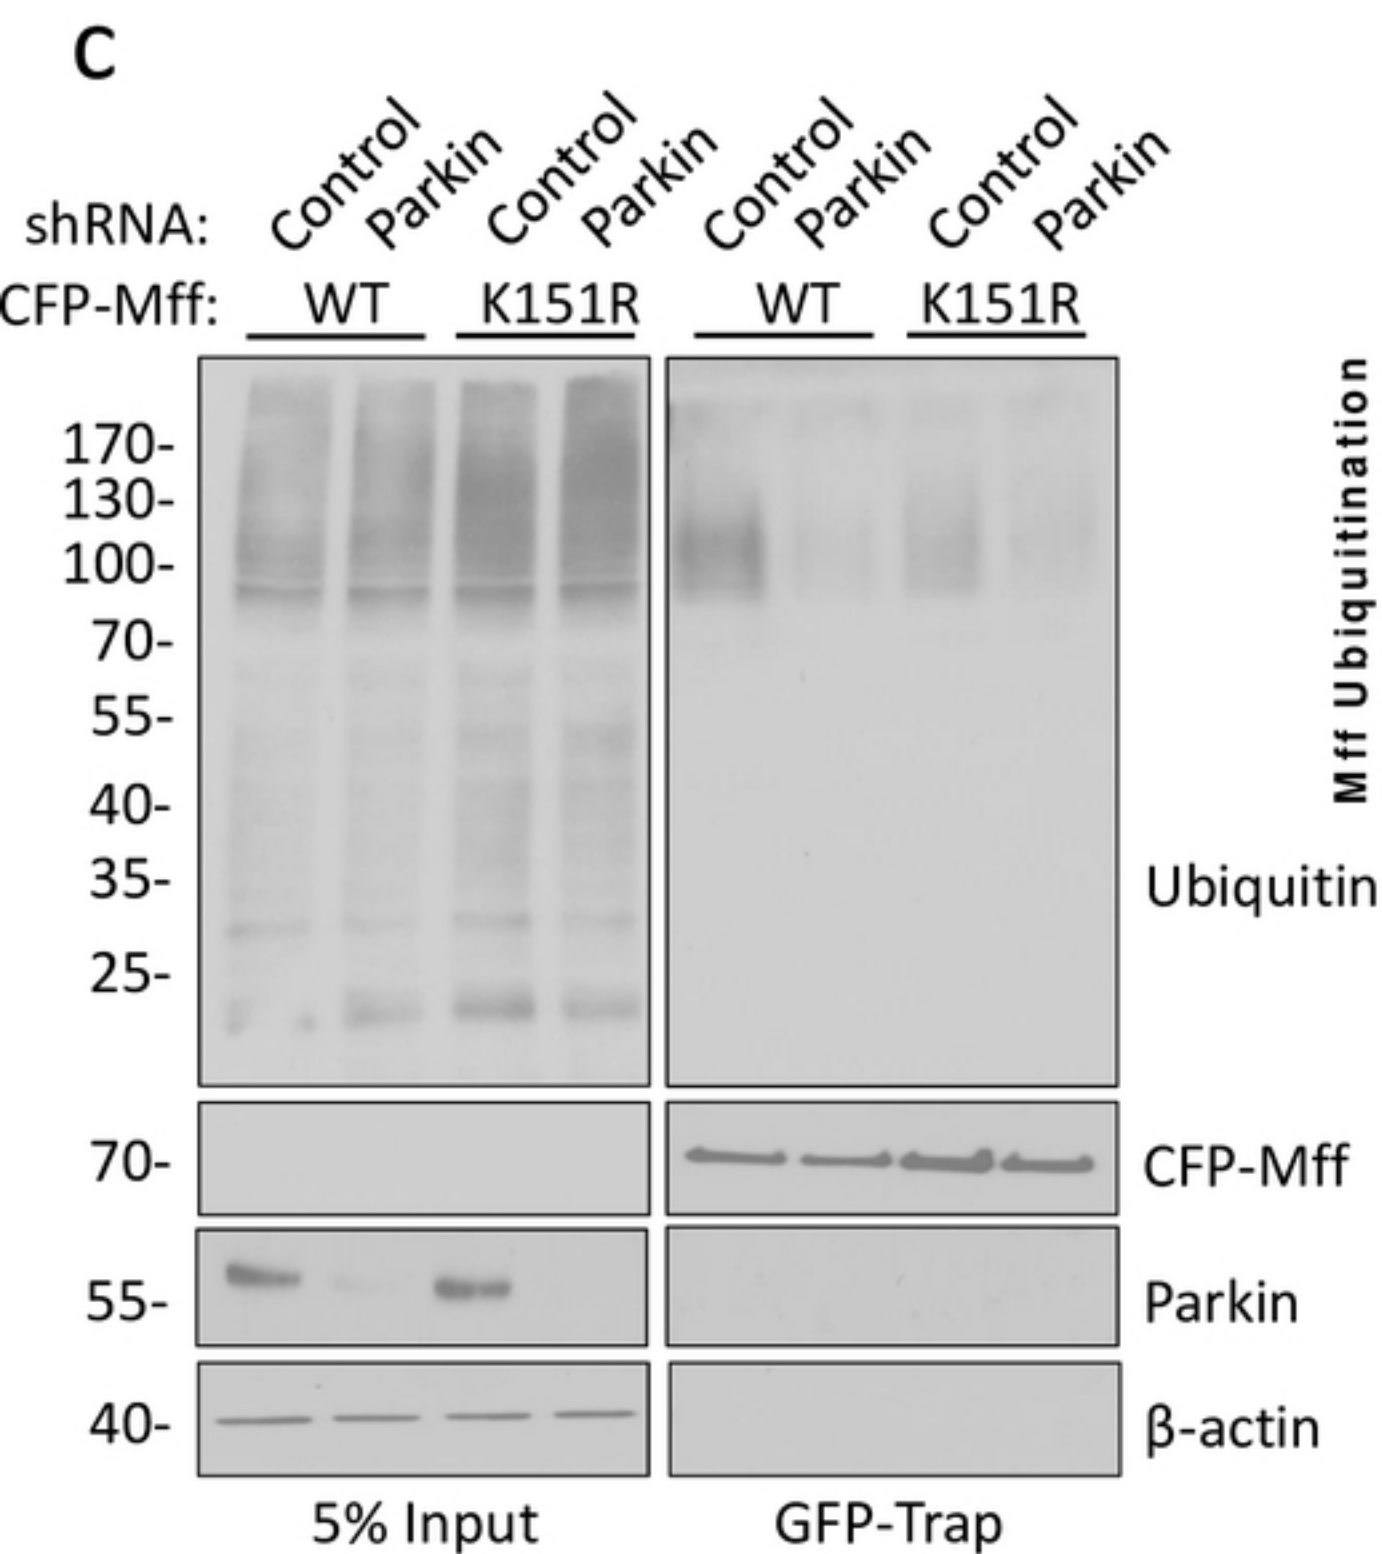 C
Control Parkin Control Parkin Control Parkin Control Parkin
shRNA:
CFP-Mff: WT K151R WT K151R
170-
130-
100-
70-
55-
40-
35-
25-
Mff Ubiquitination
Ubiquitin
70- CFP-Mff
55- Parkin
40- β-actin
5% Input GFP-Trap